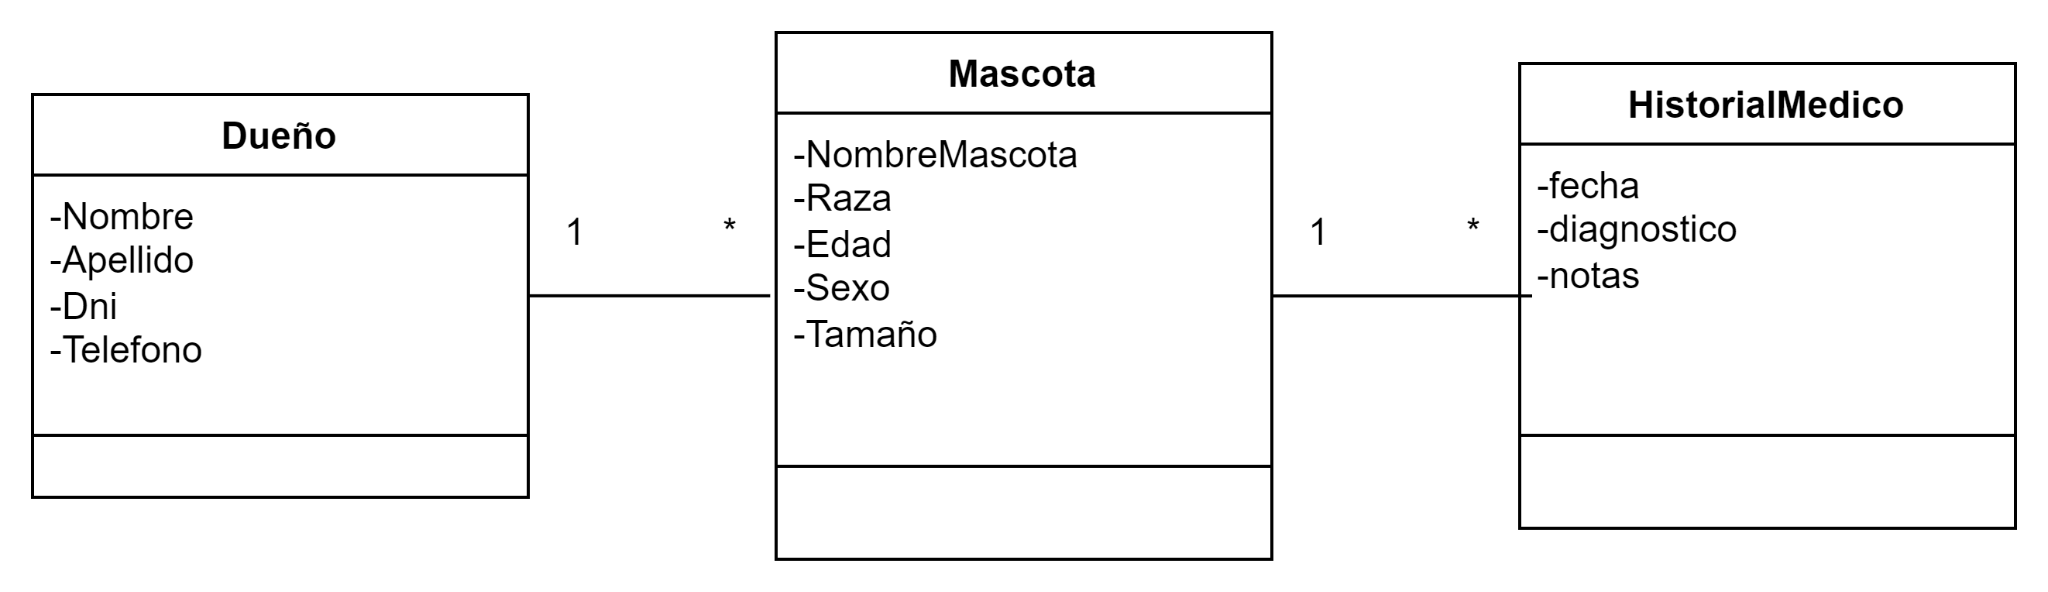 Dueño
-Nombre
-Apellido
-Dni
-Telefono
1
*
Mascota
-NombreMascota
-Raza
-Edad
-Sexo
-Tamaño
1
*
HistorialMedico
-fecha
-diagnostico
-notas